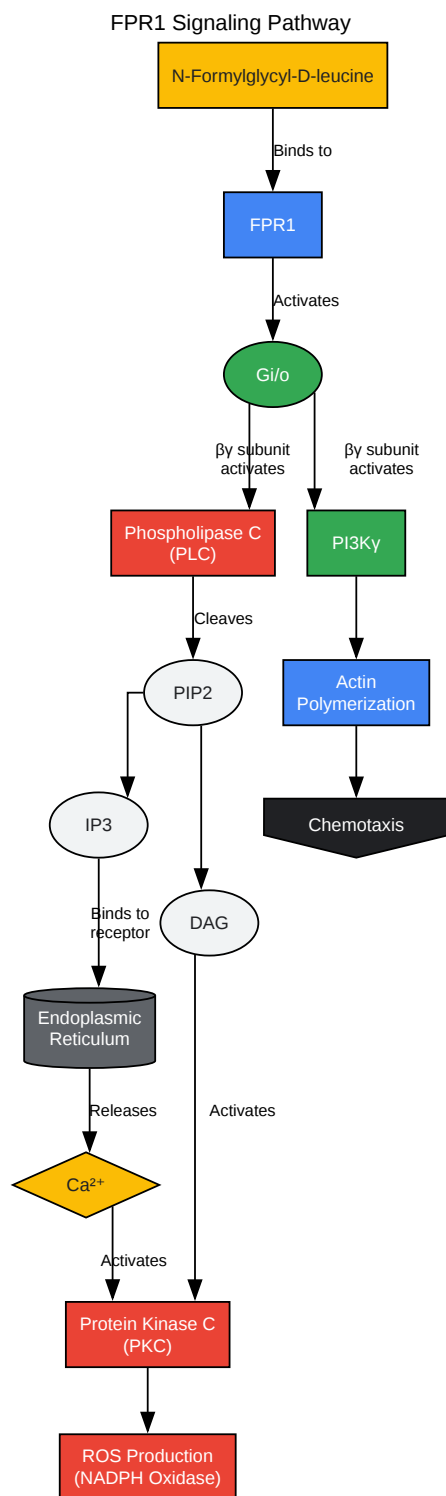 FPR1 Signaling Pathway
N-Formylglycyl-D-leucine
Binds to
FPR1
Activates
Gi/o
βγ subunit
activates
βγ subunit
activates
Phospholipase C
(PLC)
PI3Kγ
Cleaves
PIP2
Actin
Polymerization
IP3
Chemotaxis
Binds to
receptor
DAG
Endoplasmic
Reticulum
Releases
Activates
Ca²⁺
Activates
Protein Kinase C
(PKC)
ROS Production
(NADPH Oxidase)